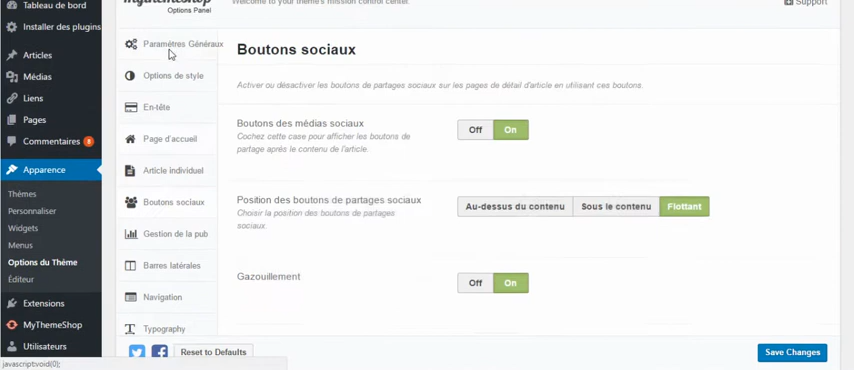 Tableau de bord
Installer des plugins
Articles
Médias
Liens
Pages
Commentaires 8
Apparence
Thèmes
Personnaliser
Widgets
Menus
Options du Thème
Éditeur
Extensions
MyThemeShop
Utilisateurs
javascript:void(0);
mythemeshop
Options Panel
Welcome to your theme's mission control center.
Support
Paramètres Généraux
Options de style
En-tête
Page d'accueil
Article individuel
Boutons sociaux
Gestion de la pub
Barres latérales
Navigation
Typography
Boutons sociaux
Activer ou désactiver les boutons de partages sociaux sur les pages de détail d'article en utilisant ces boutons.
Boutons des médias sociaux
Cochez cette case pour afficher les boutons de
partage après le contenu de l'article.
Off On
Position des boutons de partages sociaux
Choisir la position des boutons de partages
sociaux.
Au-dessus du contenu Sous le contenu Flottant
Gazouillement
Off On
Reset to Defaults
Save Changes